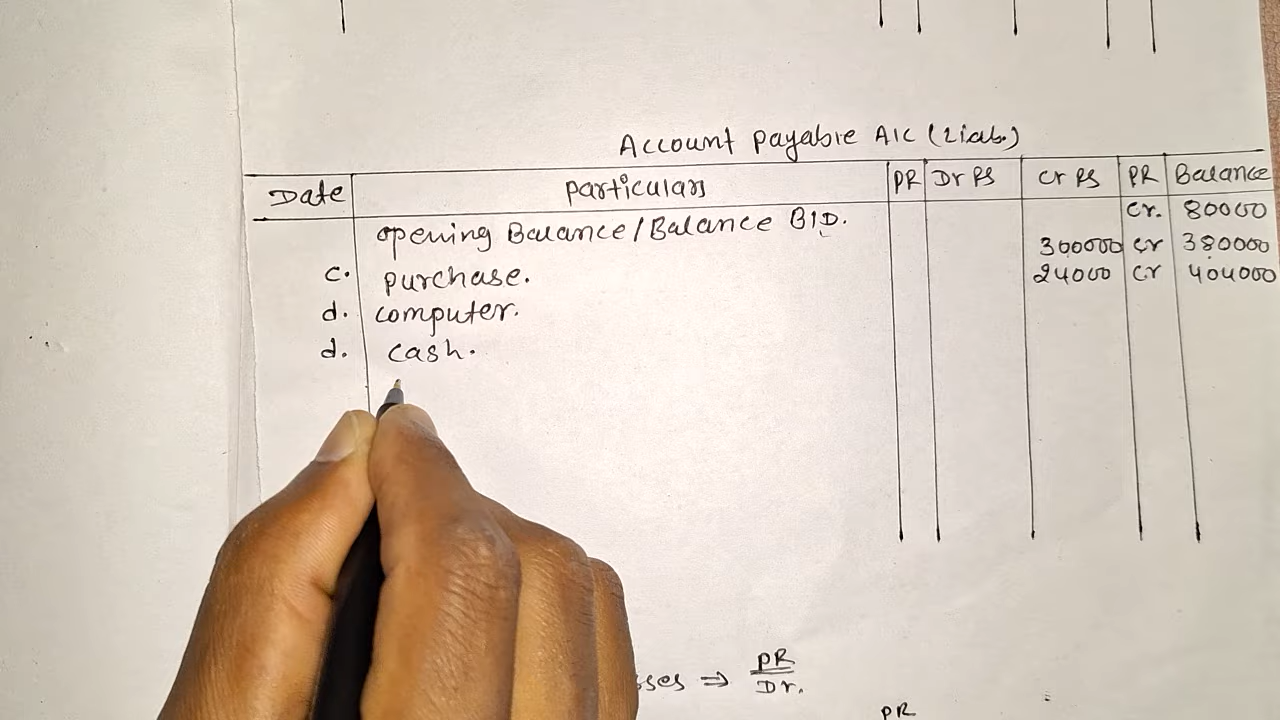 Account Payable A/C (Liab.)
Date Particulars PR Dr RS Cr RS PR Balance
opening Balance/Balance B/D. Cr. 80000
c. purchase. 300000 cr 380000
d. computer. 24000 cr 404000
d. cash.
⇒ PR
Dr.
PR